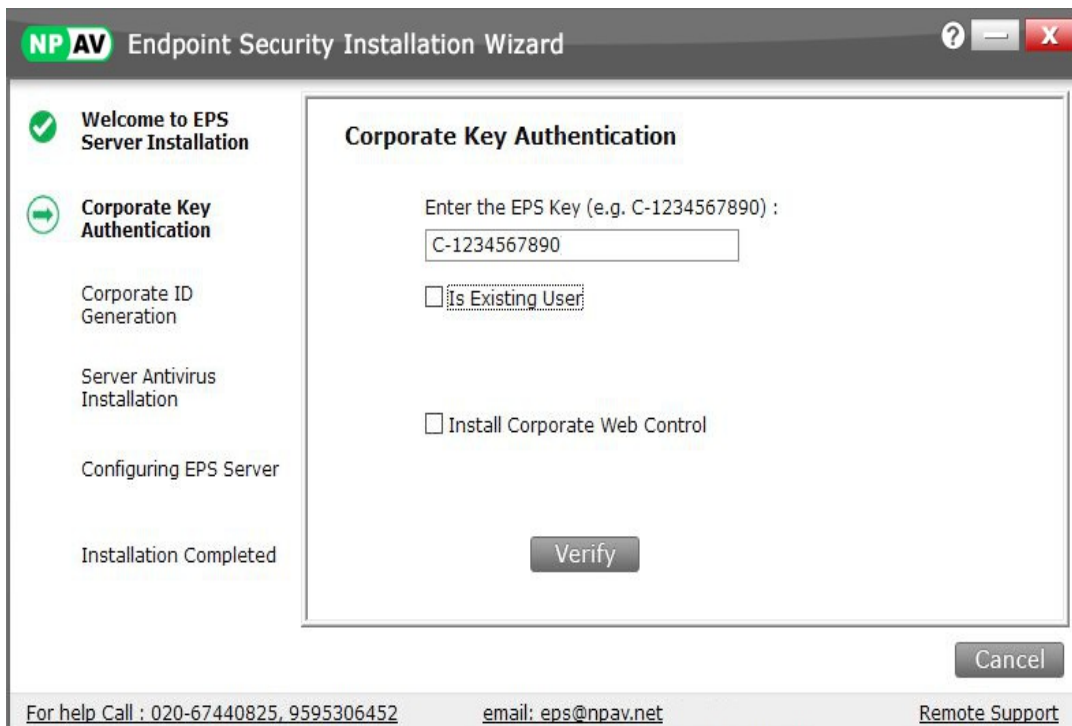 NP AV Endpoint Security Installation Wizard
? — X
Welcome to EPS
Server Installation
Corporate Key
Authentication
Corporate ID
Generation
Server Antivirus
Installation
Configuring EPS Server
Installation Completed
Corporate Key Authentication
Enter the EPS Key (e.g. C-1234567890) :
C-1234567890
Is Existing User
Install Corporate Web Control
Verify
Cancel
For help Call : 020-67440825, 9595306452 email: eps@npav.net Remote Support